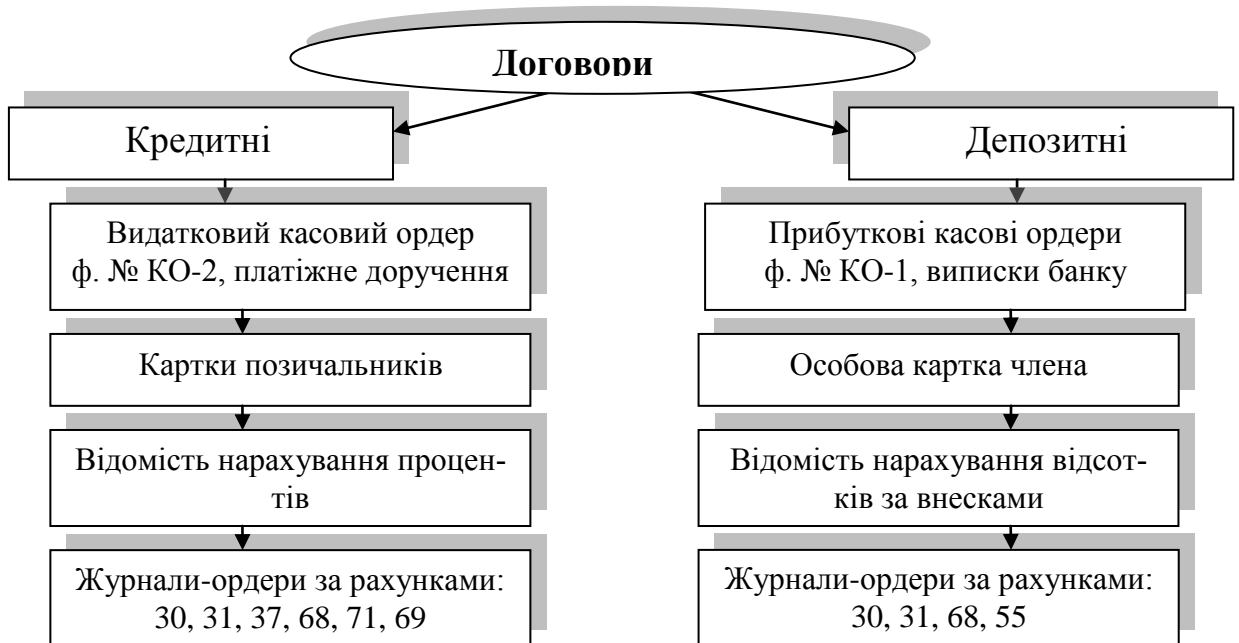 Договори
Кредитні
Депозитні
Видатковий касовий ордер
ф. № КО-2, платіжне доручення
Прибуткові касові ордери
ф. № КО-1, виписки банку
Картки позичальників
Особова картка члена
Відомість нарахування процен-
тів
Відомість нарахування відсот-
ків за внесками
Журнали-ордери за рахунками:
30, 31, 37, 68, 71, 69
Журнали-ордери за рахунками:
30, 31, 68, 55